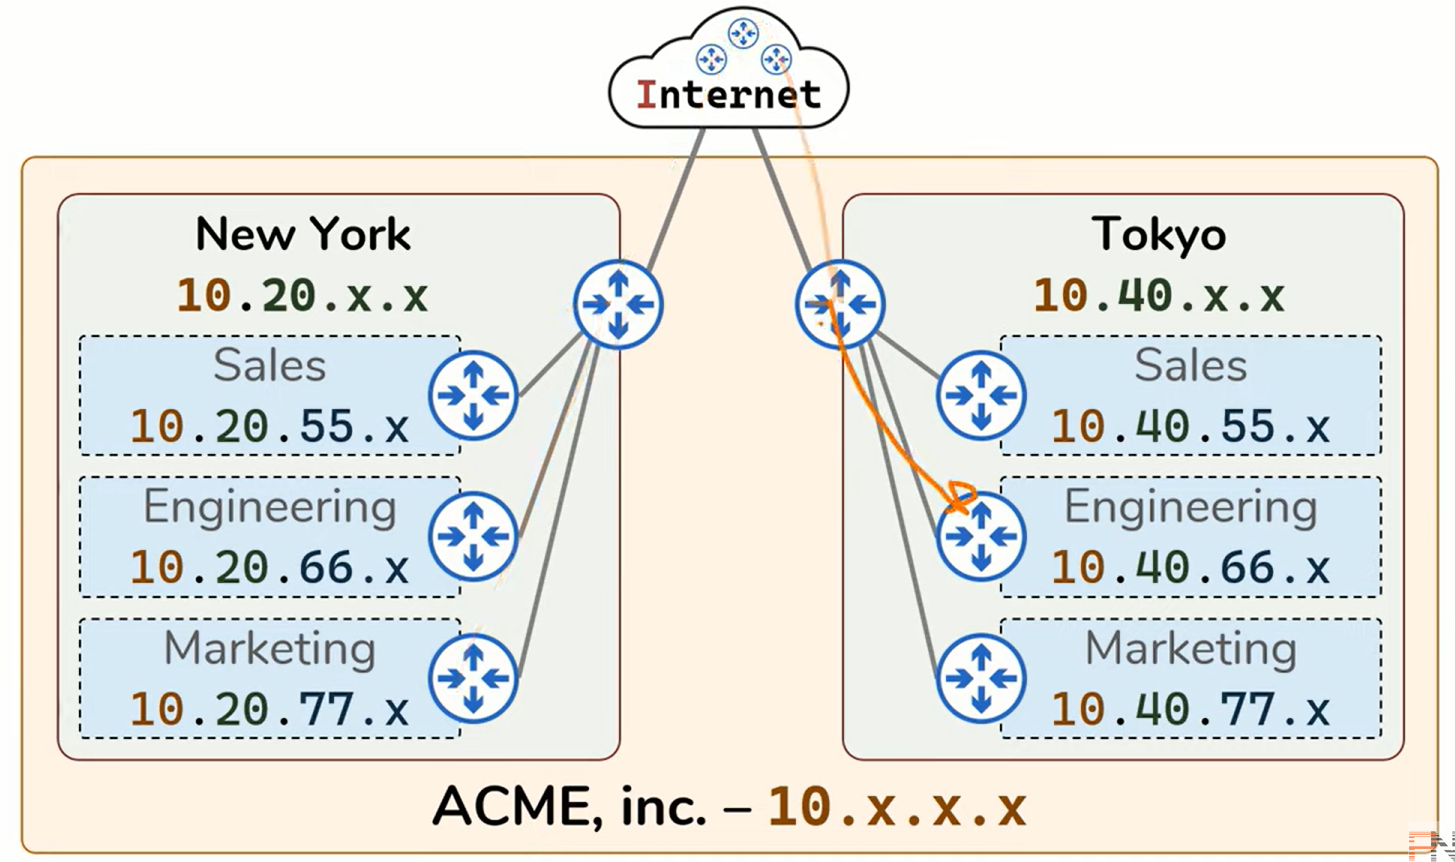 Internet
New York
10.20.x.x
Sales
10.20.55.x
Engineering
10.20.66.x
Marketing
10.20.77.x
Tokyo
10.40.x.x
Sales
10.40.55.x
Engineering
10.40.66.x
Marketing
10.40.77.x
ACME, inc. – 10.x.x.x